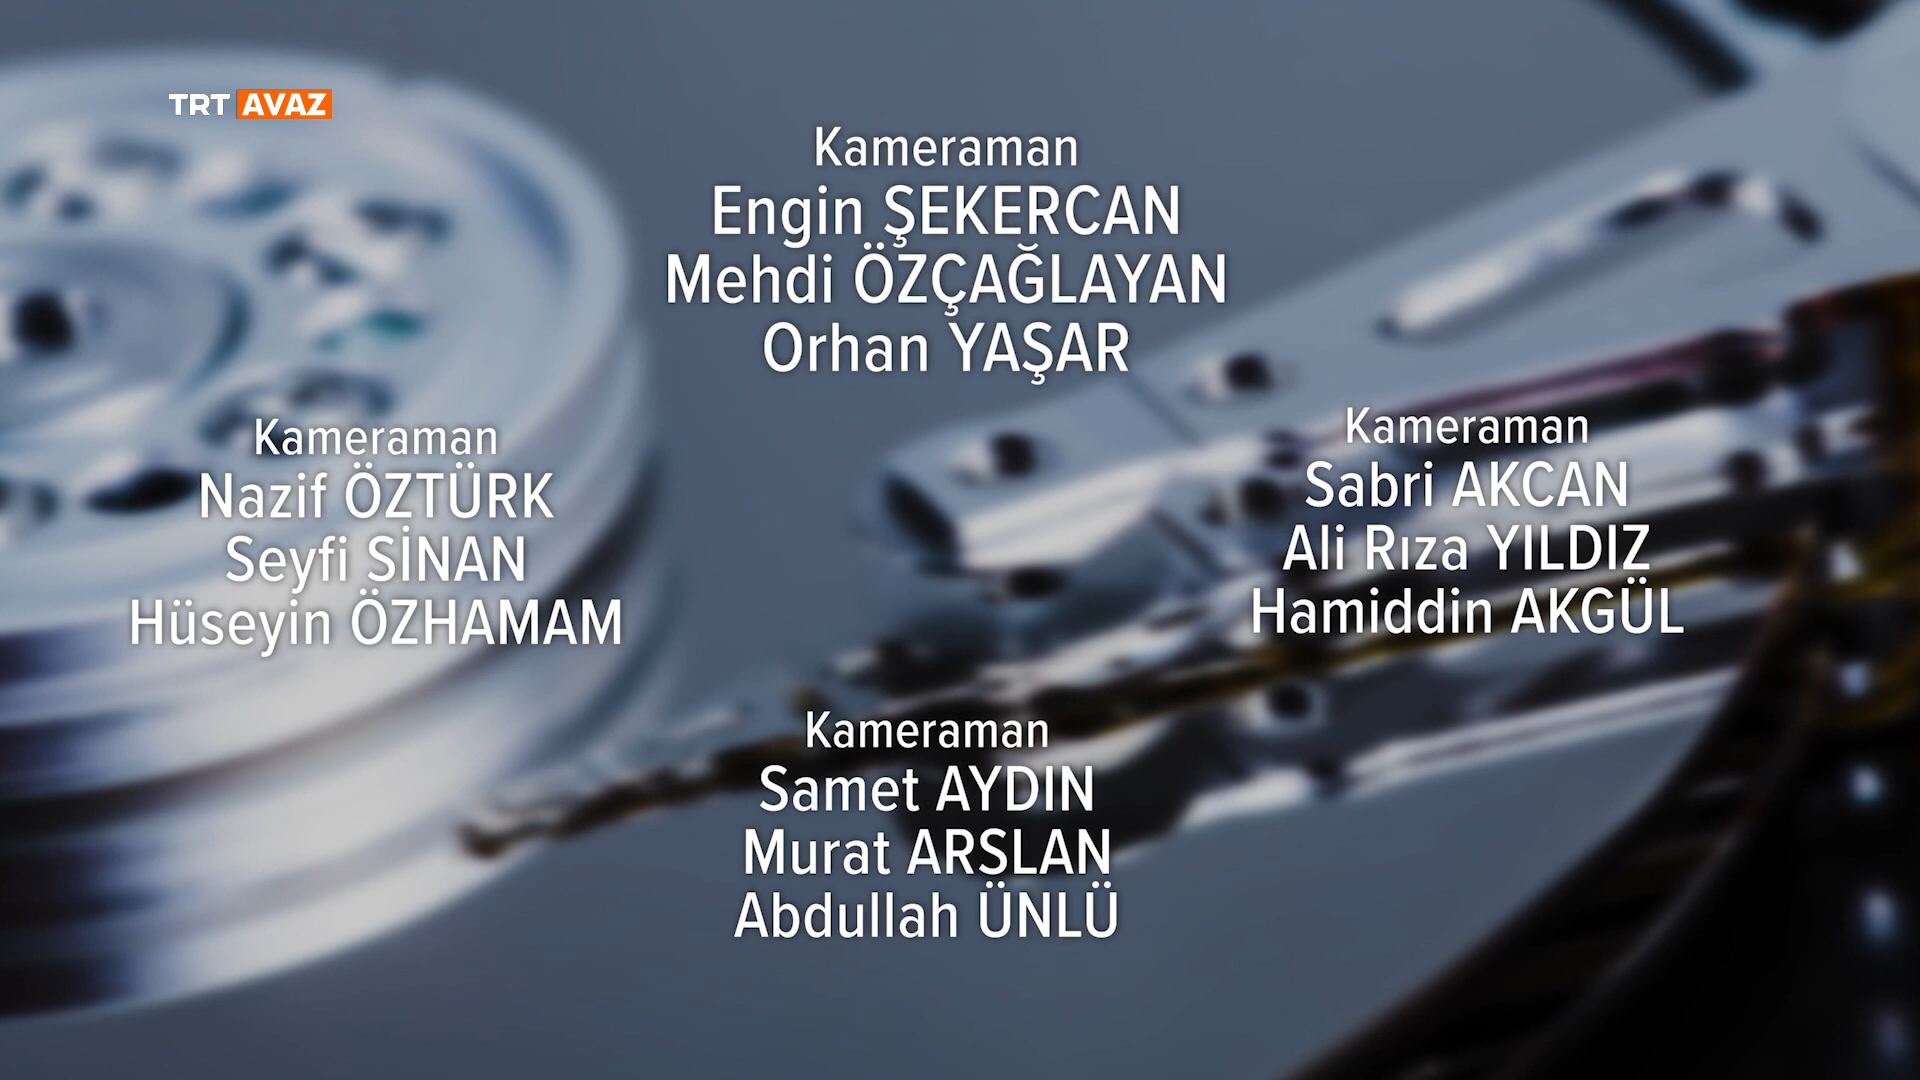 TRT AVAZ
Kameraman
Engin ŞEKERCAN
Mehdi ÖZÇAĞLAYAN
Orhan YAŞAR
Kameraman
Nazif ÖZTÜRK
Seyfi SİNAN
Hüseyin ÖZHAMAM
Kameraman
Sabri AKCAN
Ali Rıza YILDIZ
Hamiddin AKGÜL
Kameraman
Samet AYDIN
Murat ARSLAN
Abdullah ÜNLÜ